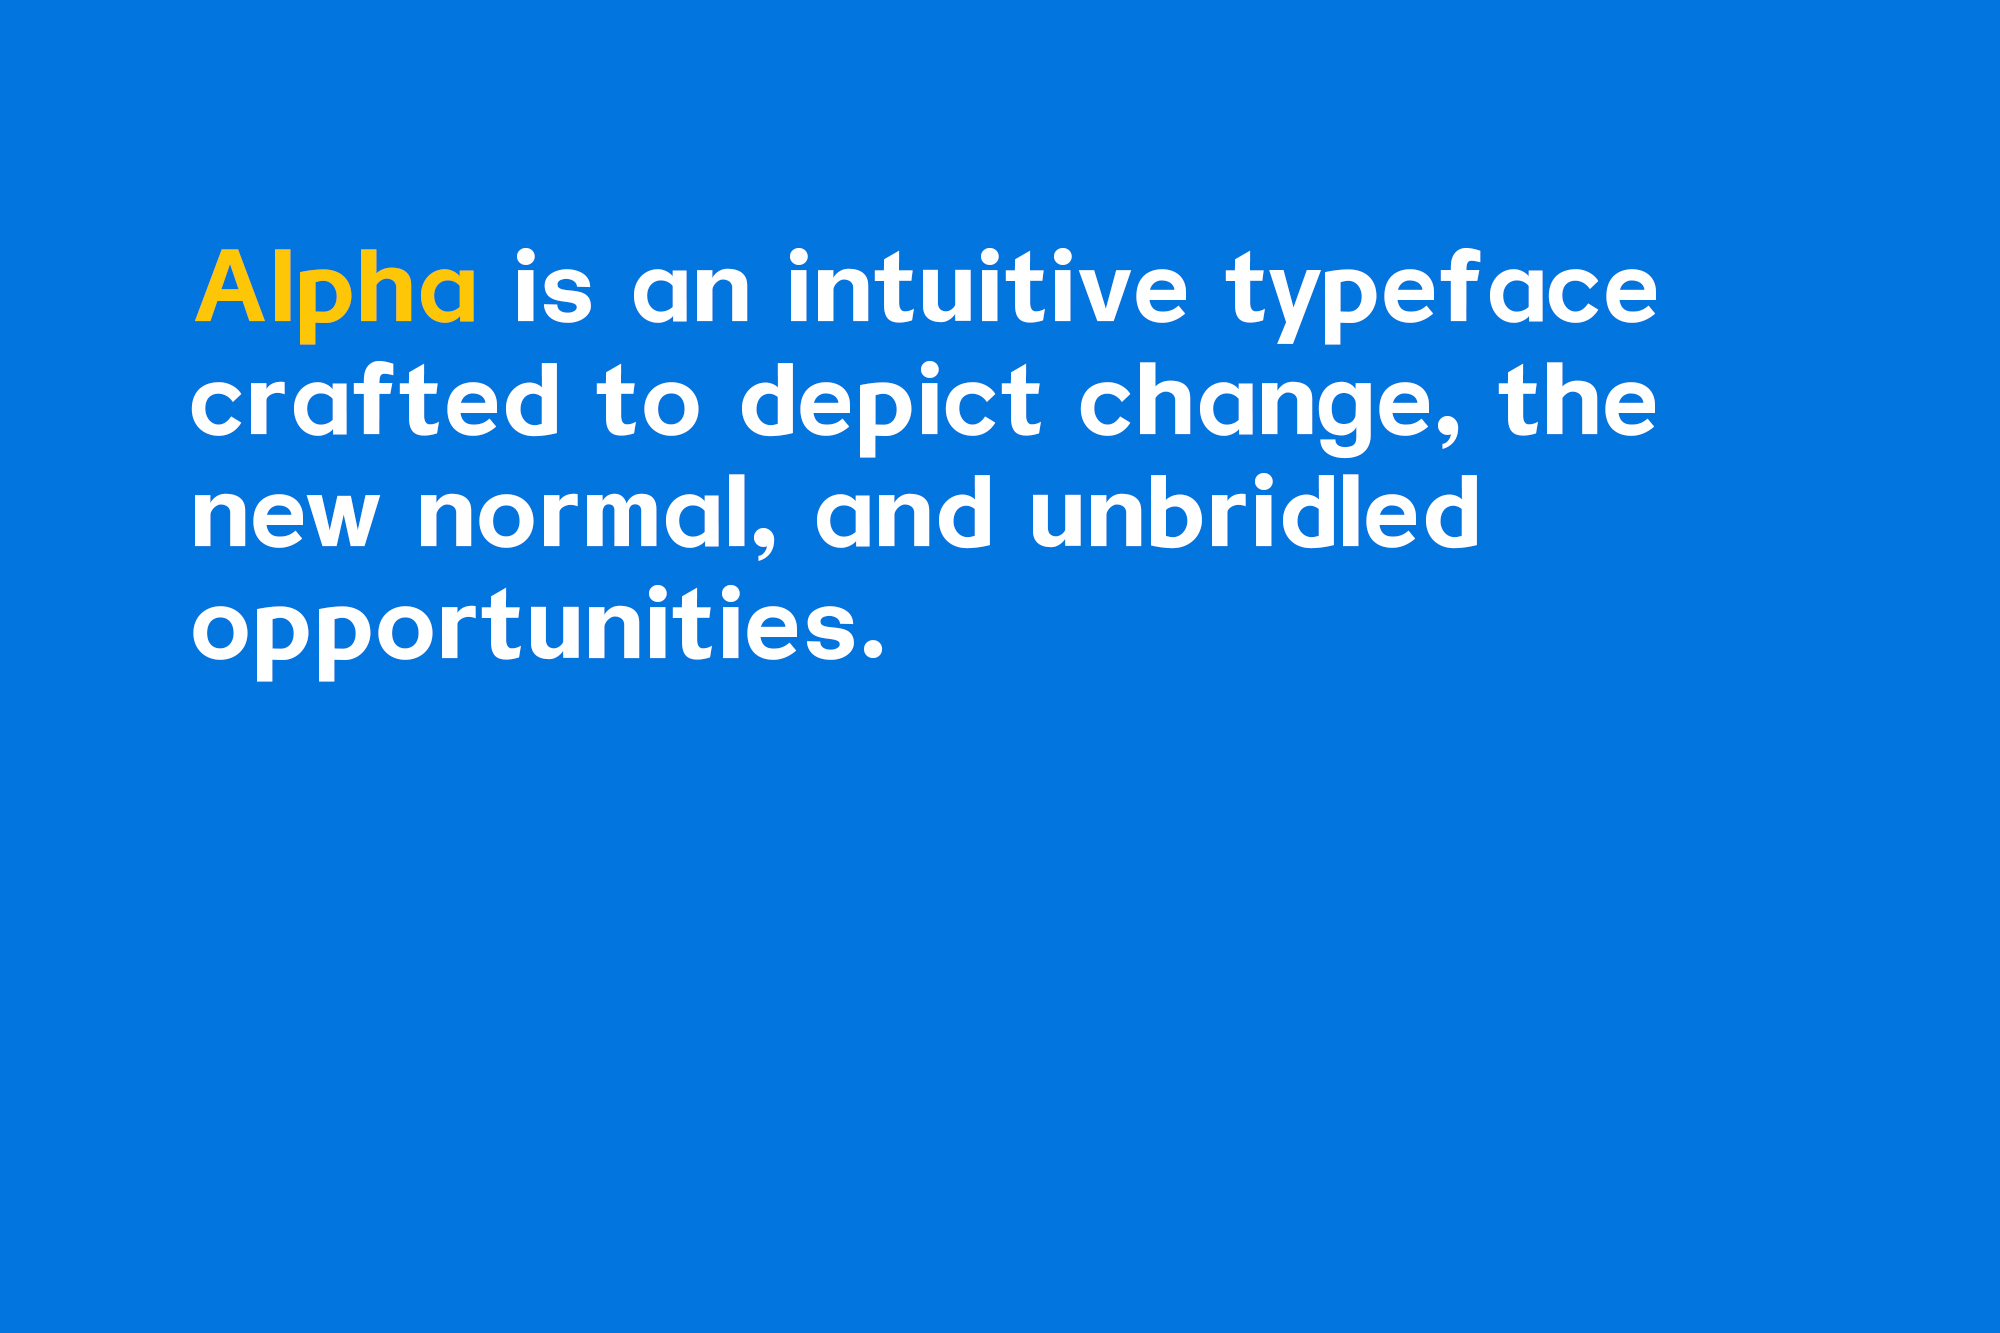 Alpha is an intuitive typeface
crafted to depict change, the
new normal, and unbridled
opportunities.